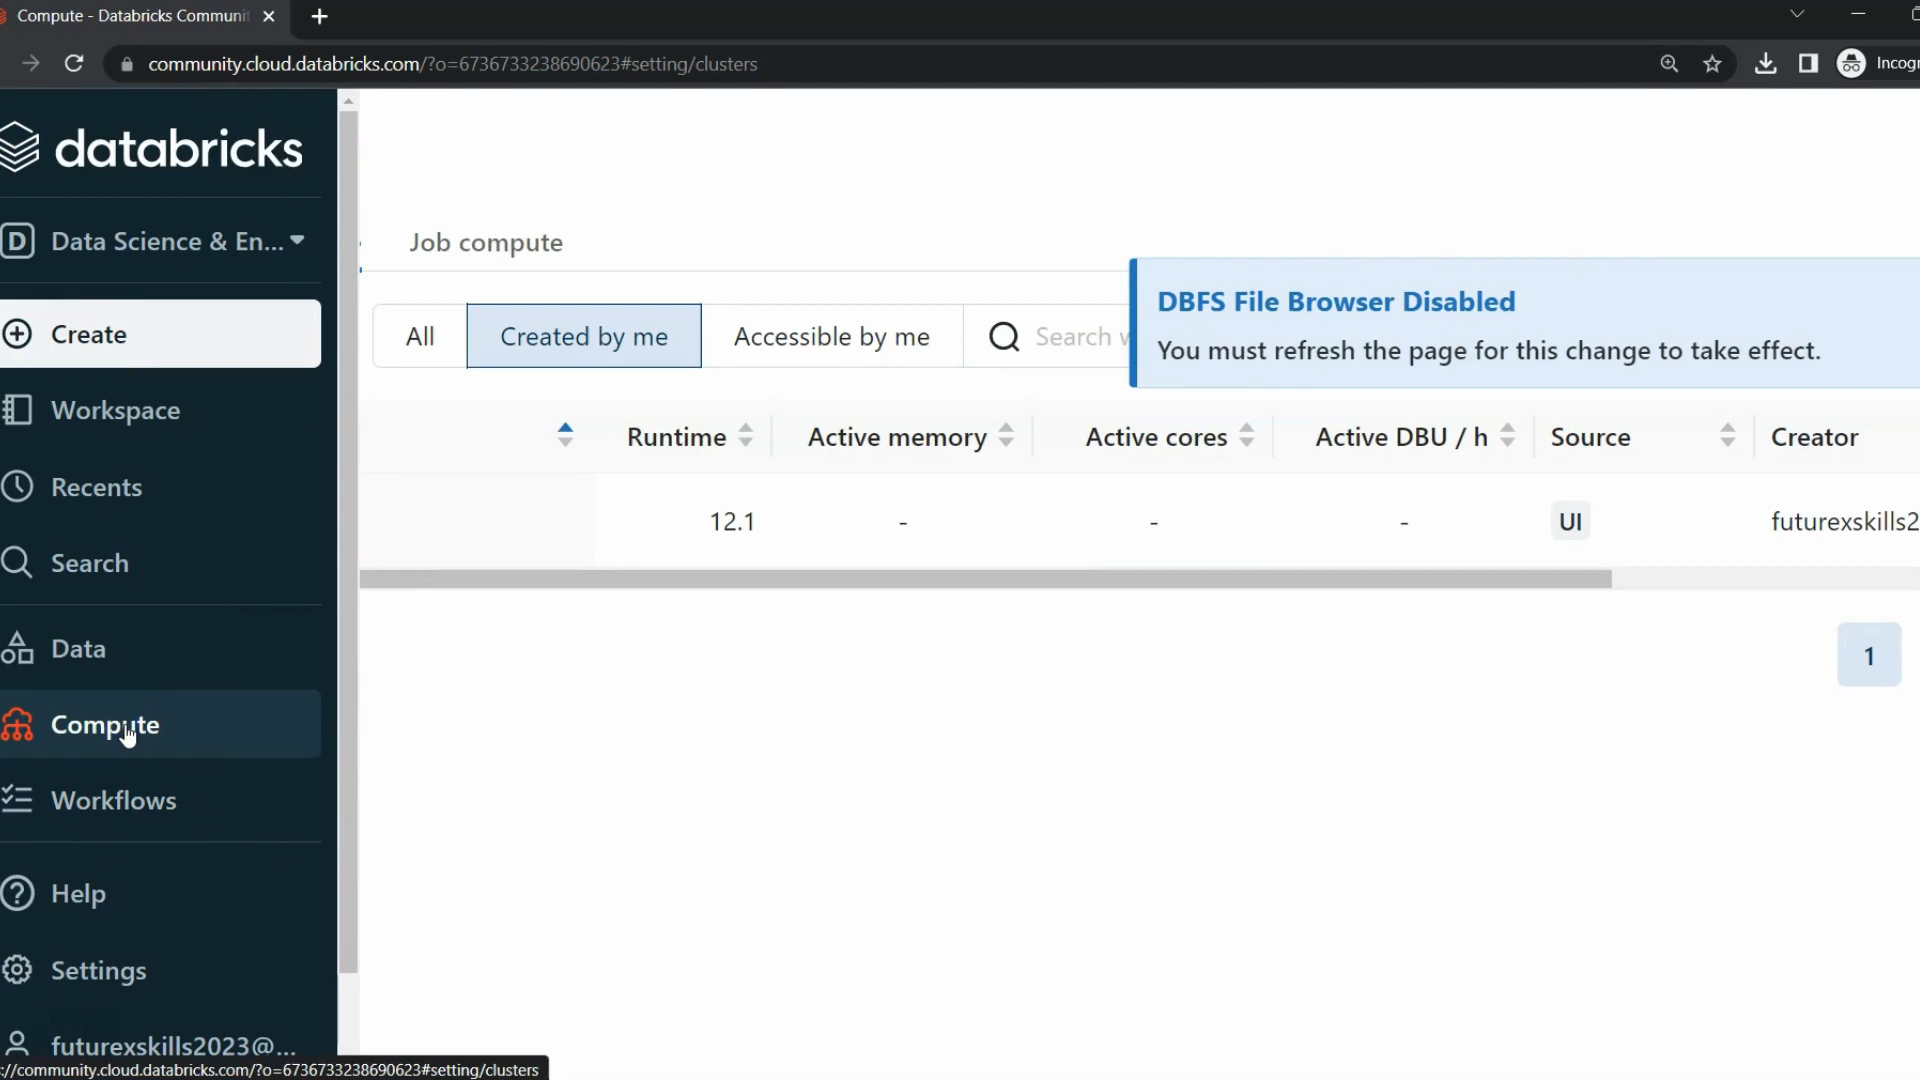 Compute - Databricks Communi
community.cloud.databricks.com/?o=6736733238690623#setting/clusters
Incogn
databricks
D Data Science & En...
Create
Workspace
Recents
Search
Data
Compute
Workflows
Help
Settings
futurexskills2023@...
Job compute
All Created by me Accessible by me Search
DBFS File Browser Disabled
You must refresh the page for this change to take effect.
Runtime Active memory Active cores Active DBU / h Source Creator
12.1 - - - UI futurexskills2
1
://community.cloud.databricks.com/?o=6736733238690623#setting/clusters